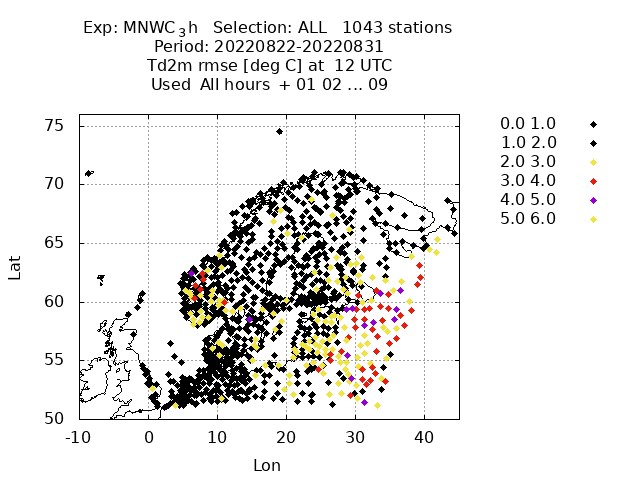 Exp: MNWC3h Selection: ALL 1043 stations
Period: 20220822-20220831
Td2m rmse [deg C] at 12 UTC
Used All hours + 01 02 ... 09
0.0 1.0
1.0 2.0
2.0 3.0
3.0 4.0
4.0 5.0
5.0 6.0
75
70
65
60
55
50
Lat
-10 0 10 20 30 40
Lon